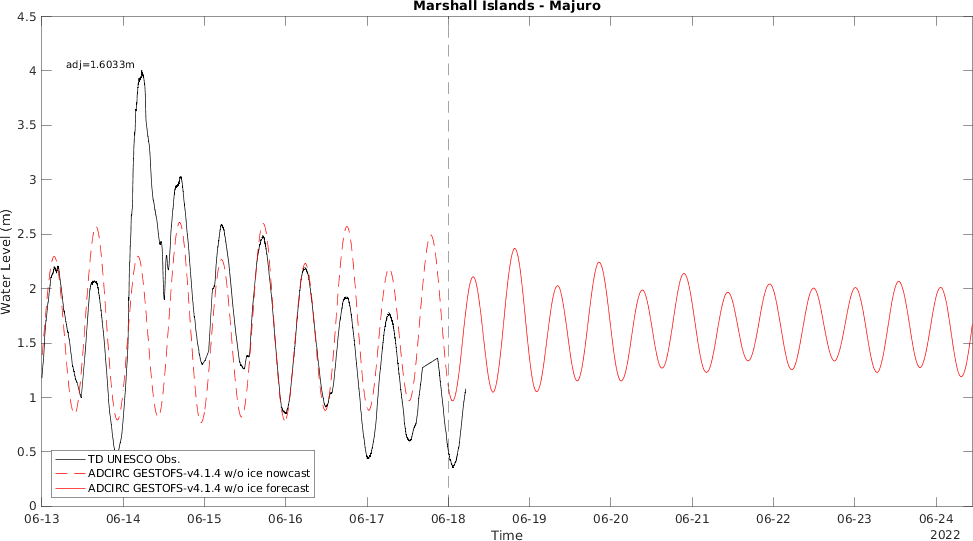 Marshall Islands - Majuro
4.5
4
3.5
3
2.5
2
1.5
1
0.5
0
Water Level (m)
adj=1.6033m
TD UNESCO Obs.
ADCIRC GESTOFS-v4.1.4 w/o ice nowcast
ADCIRC GESTOFS-v4.1.4 w/o ice forecast
06-13 06-14 06-15 06-16 06-17 06-18 06-19 06-20 06-21 06-22 06-23 06-24
Time
2022